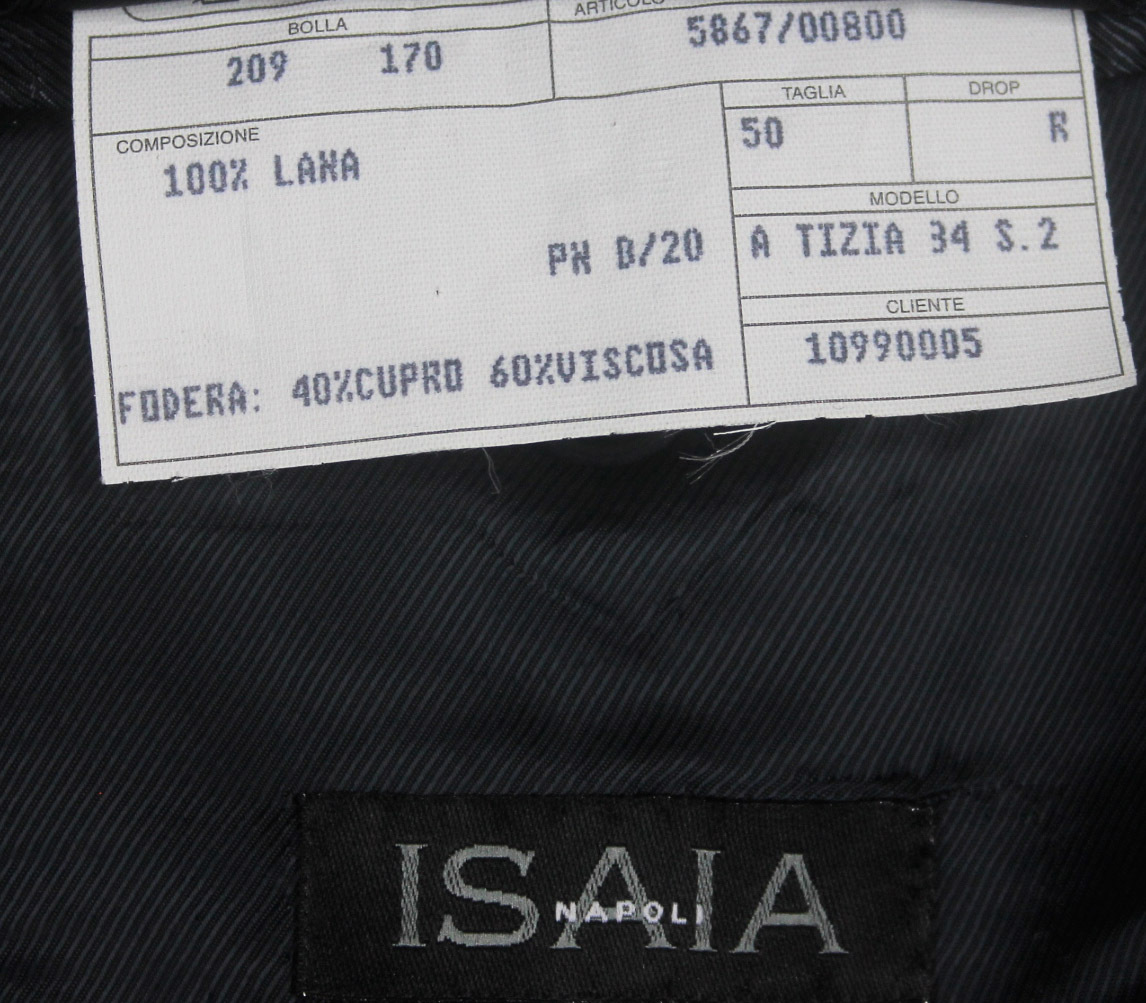 BOLLA
209 170
ARTICOLO
5867/00800
TAGLIA
50
DROP
R
COMPOSIZIONE
100% LANA
PN D/20
MODELLO
A TIZIA 34 S.2
CLIENTE
10990005
FODERA: 40%CUPRO 60%VISCOSA
ISAIA
NAPOLI